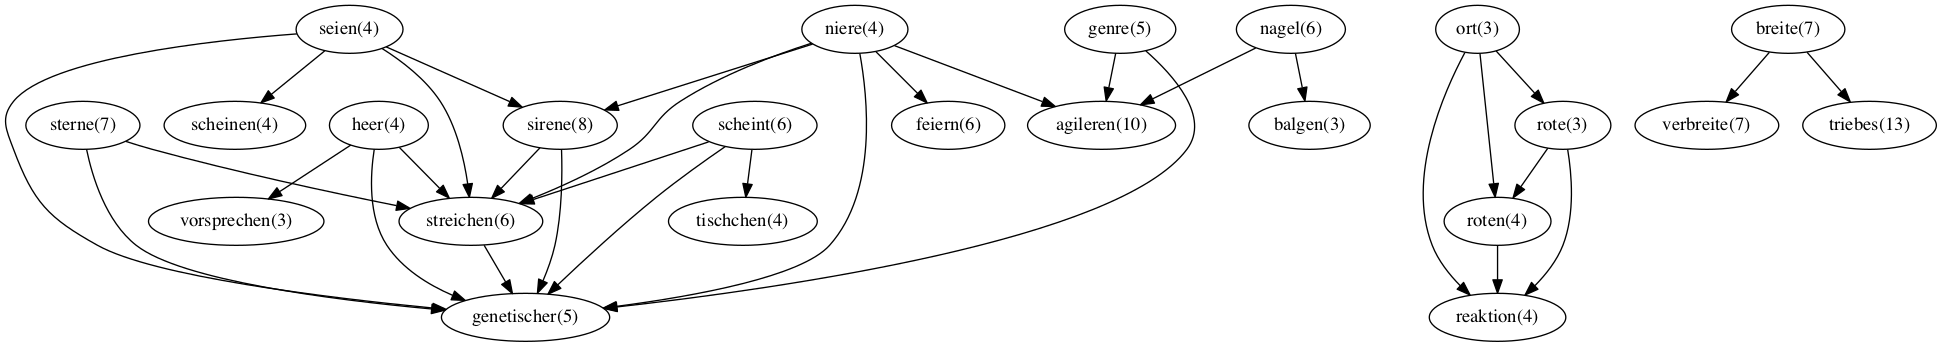 seien(4)
niere(4)
genre(5)
nagel(6)
ort(3)
breite(7)
sterne(7)
scheinen(4)
heer(4)
sirene(8)
scheint(6)
feiern(6)
agileren(10)
balgen(3)
rote(3)
verbreite(7)
triebes(13)
vorsprechen(3)
streichen(6)
tischchen(4)
roten(4)
genetischer(5)
reaktion(4)